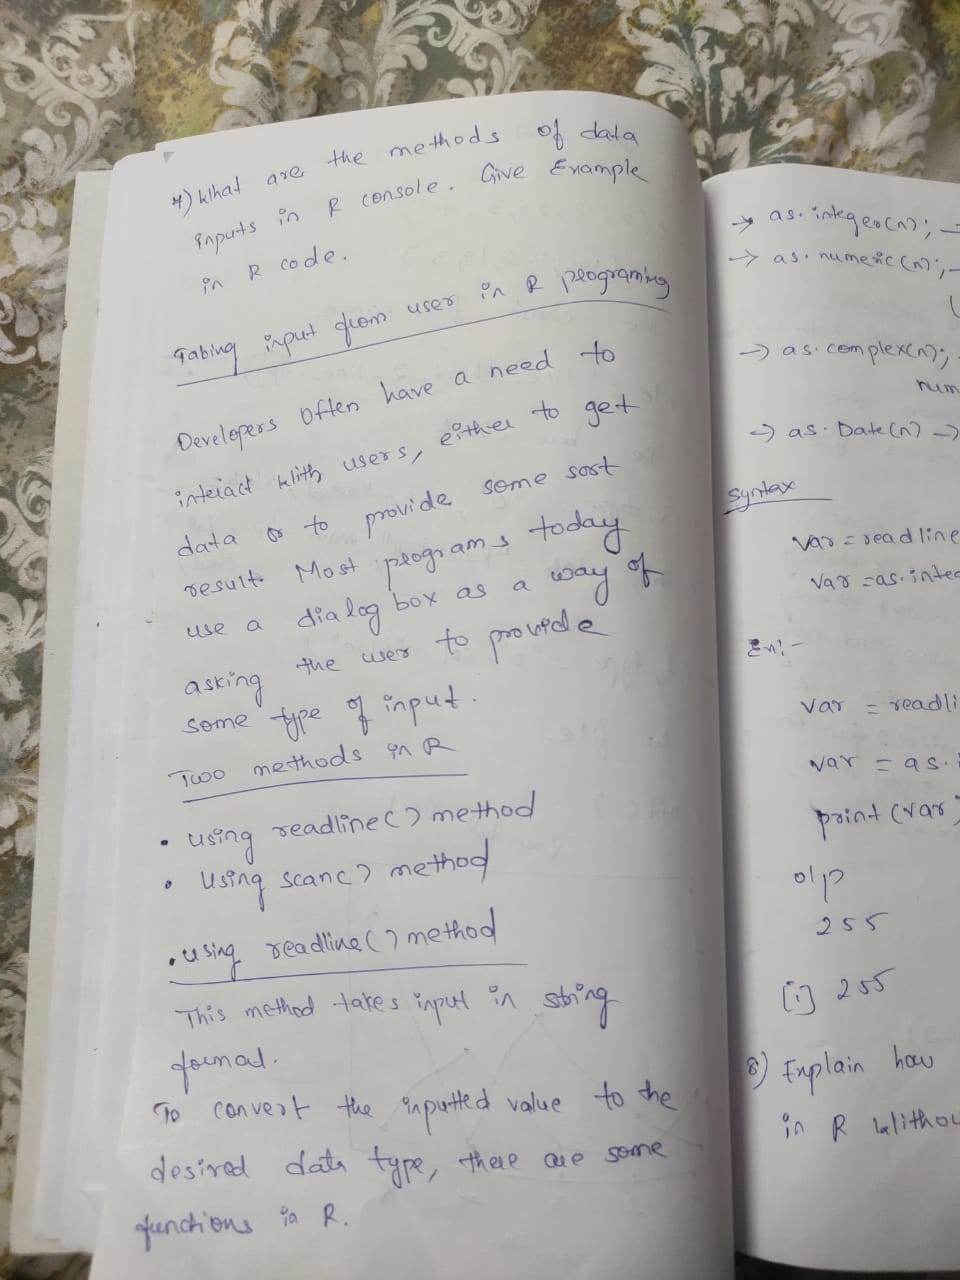 7) What are the methods of data
inputs in R console. Give Example
in R code.
Tabing input from user in R programing
Developers Often have a need to
interact with users, either to get
data or to provide some sort
result. Most programs today
use a dialog box as a way of
asking the user to provide
some type of input.
Two methods in R
• using readline() method
• Using scan() method
• using readline() method
This method takes input in string
format.
To convert the inputted value to the
desired data type, there are some
functions in R.
→ as.integer(n); —
→ as.numeric(n); —
(
→ as.complex(n);
num
→ as.Date(n) →
Syntax
Var = readline
Var = as.integ
Ex:-
Var = readli
Var = as.i
print(var)
o/p
255
[1] 255
8) Explain how
in R witho